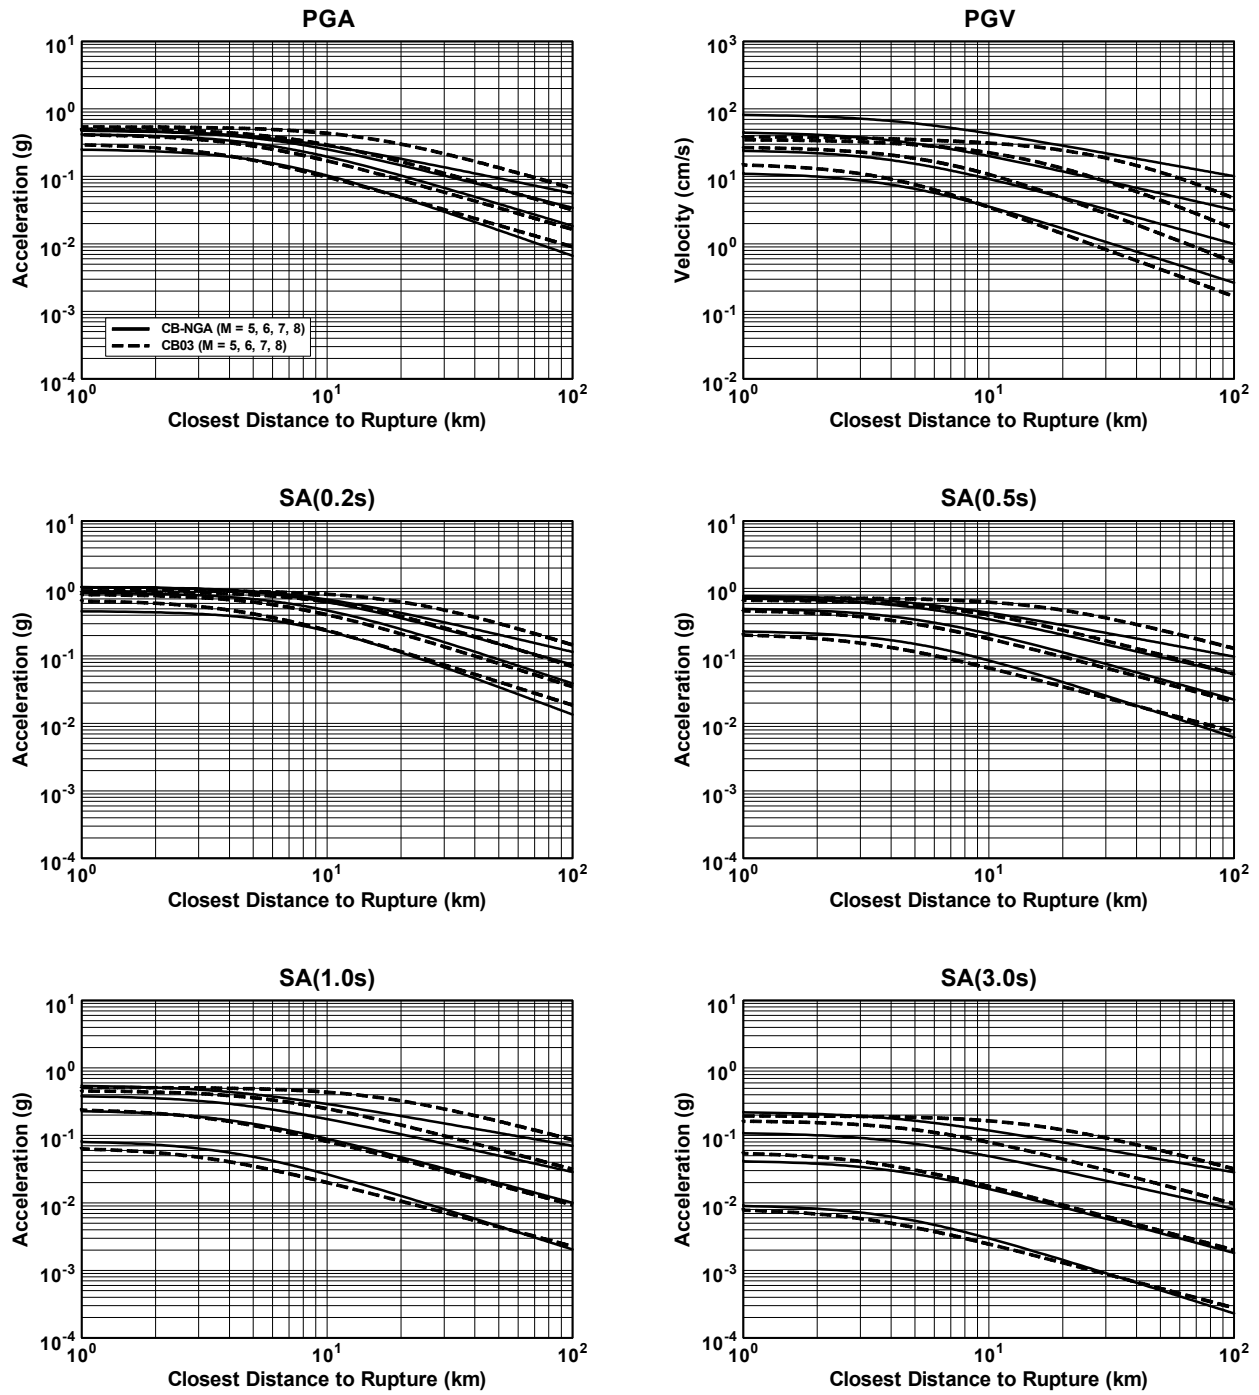 PGA
10^1
10^0
10^-1
10^-2
10^-3
10^-4
Acceleration (g)
CB-NGA (M = 5, 6, 7, 8)
CB03 (M = 5, 6, 7, 8)
10^0
10^1
10^2
Closest Distance to Rupture (km)
PGV
10^3
10^2
10^1
10^0
10^-1
10^-2
Velocity (cm/s)
10^0
10^1
10^2
Closest Distance to Rupture (km)
SA(0.2s)
10^1
10^0
10^-1
10^-2
10^-3
10^-4
Acceleration (g)
10^0
10^1
10^2
Closest Distance to Rupture (km)
SA(0.5s)
10^1
10^0
10^-1
10^-2
10^-3
10^-4
Acceleration (g)
10^0
10^1
10^2
Closest Distance to Rupture (km)
SA(1.0s)
10^1
10^0
10^-1
10^-2
10^-3
10^-4
Acceleration (g)
10^0
10^1
10^2
Closest Distance to Rupture (km)
SA(3.0s)
10^1
10^0
10^-1
10^-2
10^-3
10^-4
Acceleration (g)
10^0
10^1
10^2
Closest Distance to Rupture (km)